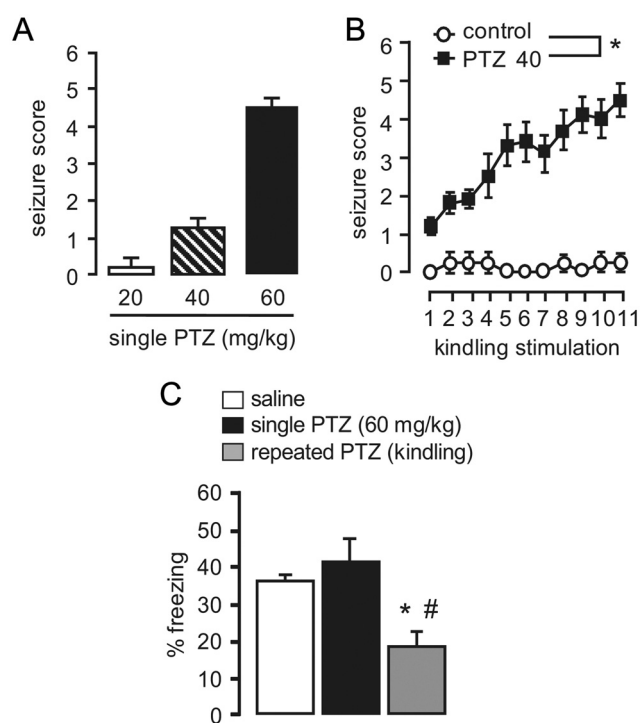 A
6
5
4
3
2
1
0
seizure score
20 40 60
single PTZ (mg/kg)
B
control
PTZ 40
*
6
5
4
3
2
1
0
seizure score
1 2 3 4 5 6 7 8 9 10 11
kindling stimulation
C
saline
single PTZ (60 mg/kg)
repeated PTZ (kindling)
60
50
40
30
20
10
0
% freezing
* #